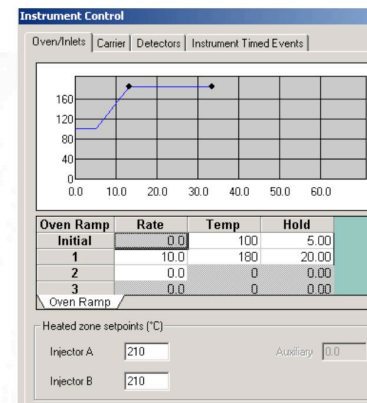 Instrument Control
Oven/Inlets Carrier Detectors Instrument Timed Events
160
120
80
40
0
0.0 10.0 20.0 30.0 40.0 50.0 60.0
Oven Ramp Rate Temp Hold
Initial 0.0 100 5.00
1 10.0 180 20.00
2 0.0 0 0.00
3 0.0 0 0.00
Oven Ramp
Heated zone setpoints (°C)
Injector A 210 Auxiliary 0.0
Injector B 210